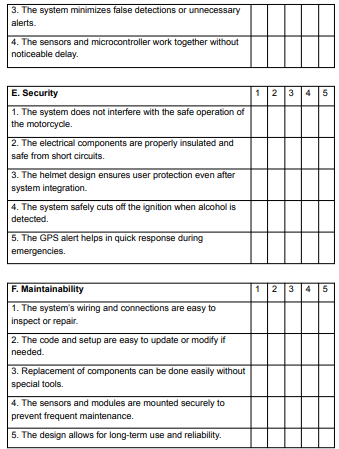 3. The system minimizes false detections or unnecessary
alerts.
4. The sensors and microcontroller work together without
noticeable delay.
E. Security 1 2 3 4 5
1. The system does not interfere with the safe operation of
the motorcycle.
2. The electrical components are properly insulated and
safe from short circuits.
3. The helmet design ensures user protection even after
system integration.
4. The system safely cuts off the ignition when alcohol is
detected.
5. The GPS alert helps in quick response during
emergencies.
F. Maintainability 1 2 3 4 5
1. The system's wiring and connections are easy to
inspect or repair.
2. The code and setup are easy to update or modify if
needed.
3. Replacement of components can be done easily without
special tools.
4. The sensors and modules are mounted securely to
prevent frequent maintenance.
5. The design allows for long-term use and reliability.